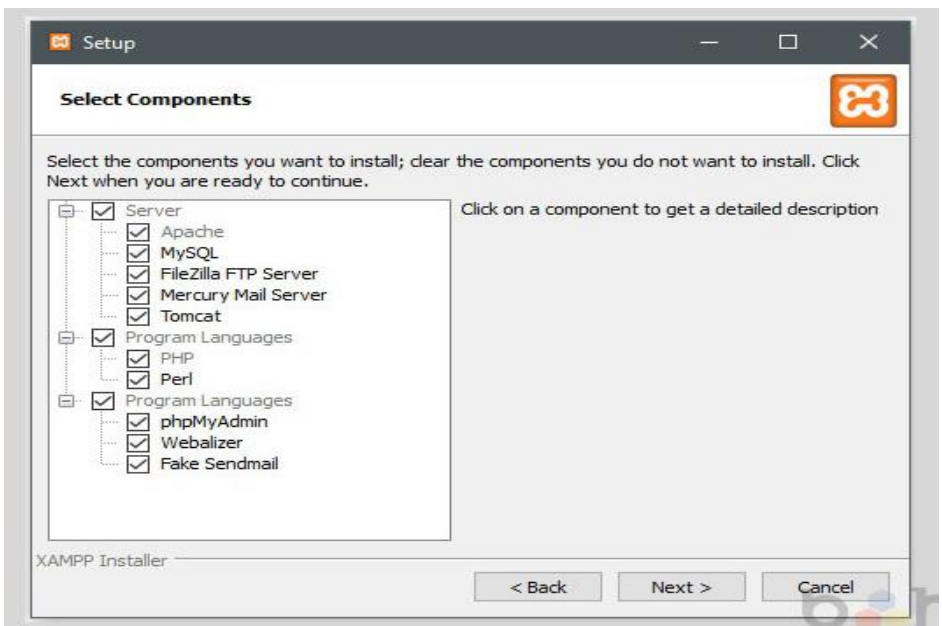 Setup
Select Components
Select the components you want to install; clear the components you do not want to install. Click
Next when you are ready to continue.
Server
Apache
MySQL
FileZilla FTP Server
Mercury Mail Server
Tomcat
Program Languages
PHP
Perl
Program Languages
phpMyAdmin
Webalizer
Fake Sendmail
Click on a component to get a detailed description
XAMPP Installer
< Back
Next >
Cancel